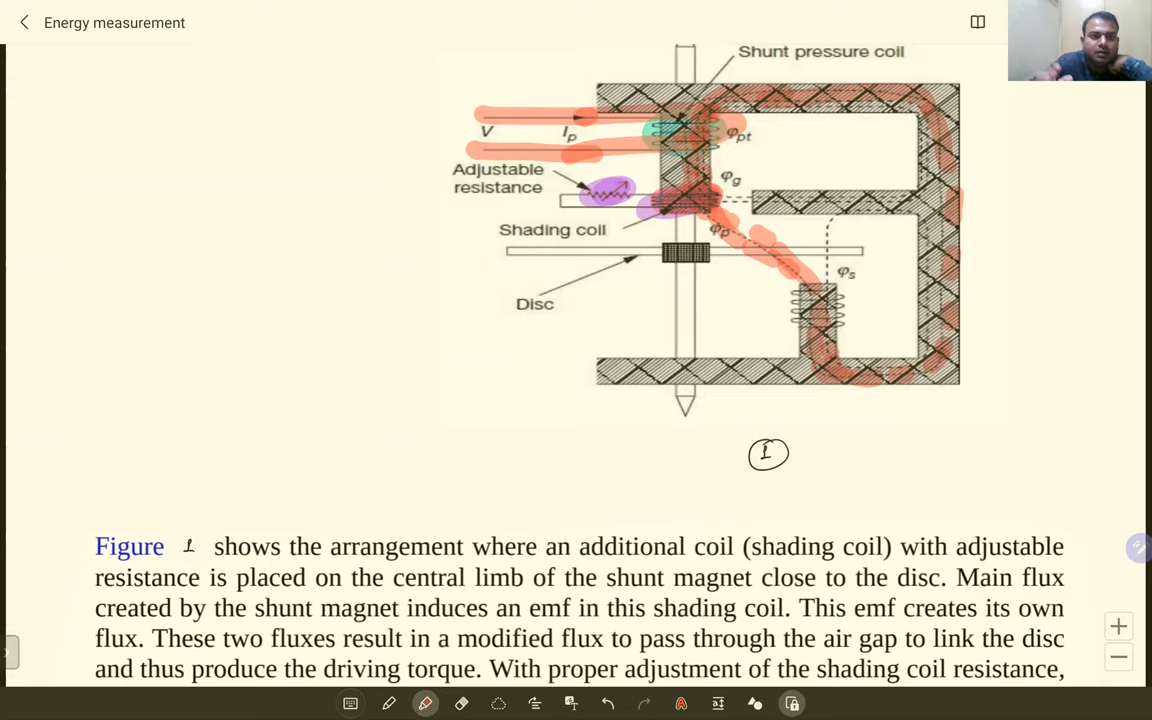 Energy measurement
Shunt pressure coil
V
Ip
φpt
Adjustable
resistance
φg
Shading coil
φp
φs
Disc
1
Figure 1 shows the arrangement where an additional coil (shading coil) with adjustable
resistance is placed on the central limb of the shunt magnet close to the disc. Main flux
created by the shunt magnet induces an emf in this shading coil. This emf creates its own
flux. These two fluxes result in a modified flux to pass through the air gap to link the disc
and thus produce the driving torque. With proper adjustment of the shading coil resistance,